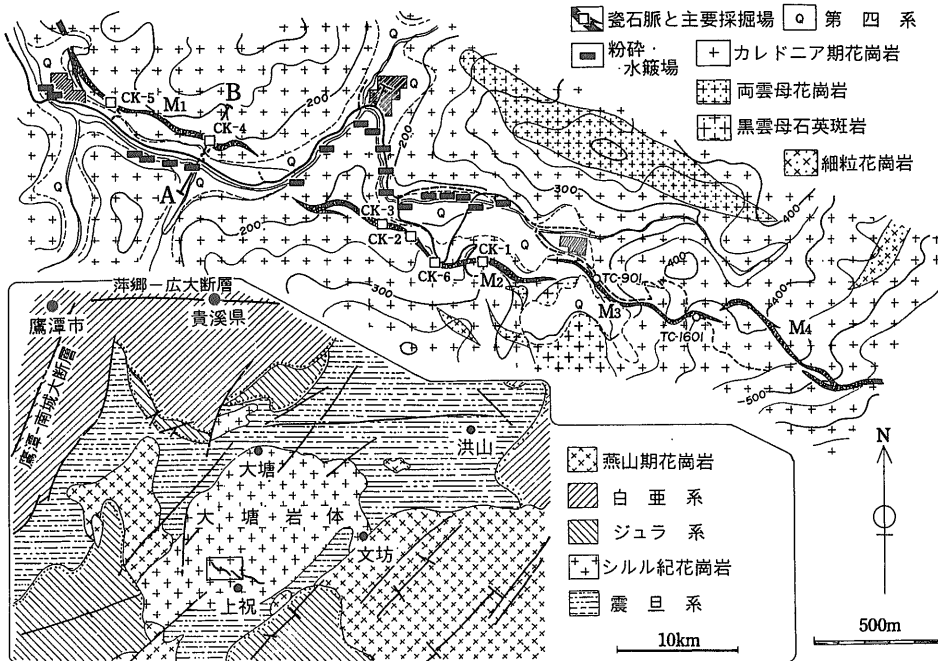 瓷石脈と主要採掘場
Q 第四系
粉砕・
水簸場
カレドニア期花崗岩
両雲母花崗岩
黒雲母石英斑岩
細粒花崗岩
CK-5
M1
B
200
CK-4
A
Q
Q
Q
Q
Q
Q
200
300
400
200
CK-3
CK-2
CK-6
CK-1
M2
300
Q
Q
400
TC-901
M3
TC-1601
400
M4
500
萍郷-広大断層
鷹潭市
貴溪県
鷹潭-南城大断層
大塘
洪山
大塘岩体
文坊
上祝
燕山期花崗岩
白亜系
ジュラ系
シルル紀花崗岩
震旦系
10km
N
500m